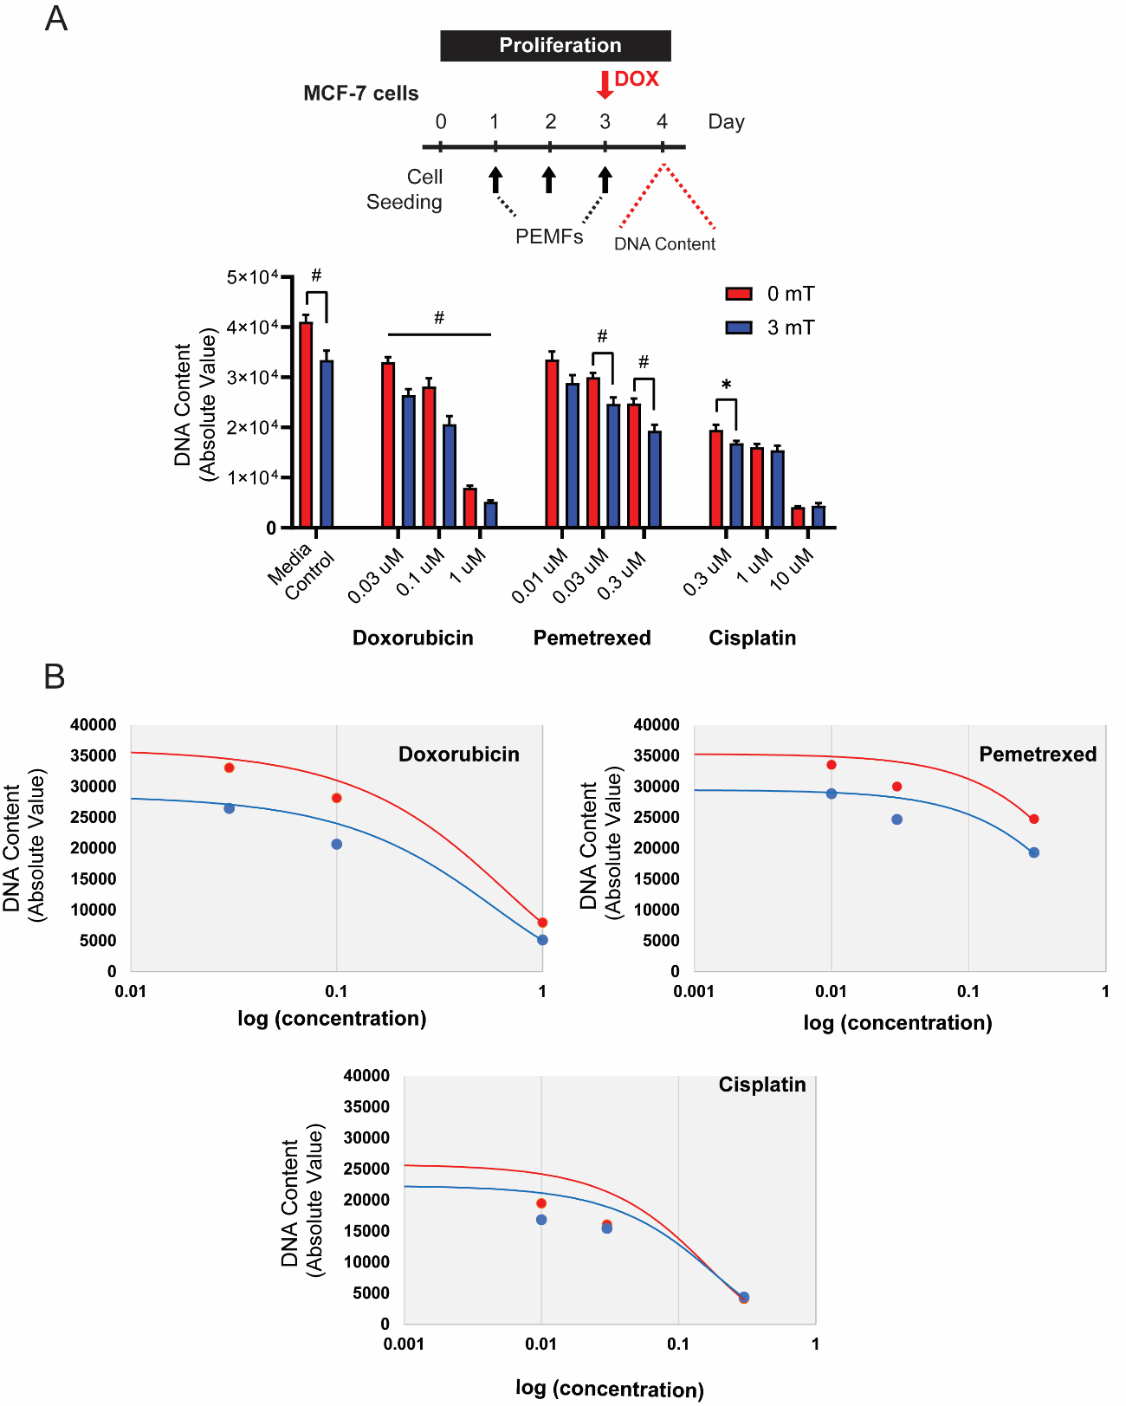 A
Proliferation
DOX
MCF-7 cells
0 1 2 3 4 Day
Cell
Seeding
PEMFs
DNA Content
DNA Content
(Absolute Value)
5×10⁴
4×10⁴
3×10⁴
2×10⁴
1×10⁴
0
0 mT
3 mT
#
#
#
#
*
Media
Control
0.03 uM
0.1 uM
1 uM
0.01 uM
0.03 uM
0.3 uM
0.3 uM
1 uM
10 uM
Doxorubicin Pemetrexed Cisplatin
B
DNA Content
(Absolute Value)
40000
35000
30000
25000
20000
15000
10000
5000
0
Doxorubicin
0.01 0.1 1
log (concentration)
DNA Content
(Absolute Value)
40000
35000
30000
25000
20000
15000
10000
5000
0
Pemetrexed
0.001 0.01 0.1 1
log (concentration)
DNA Content
(Absolute Value)
40000
35000
30000
25000
20000
15000
10000
5000
0
Cisplatin
0.001 0.01 0.1 1
log (concentration)